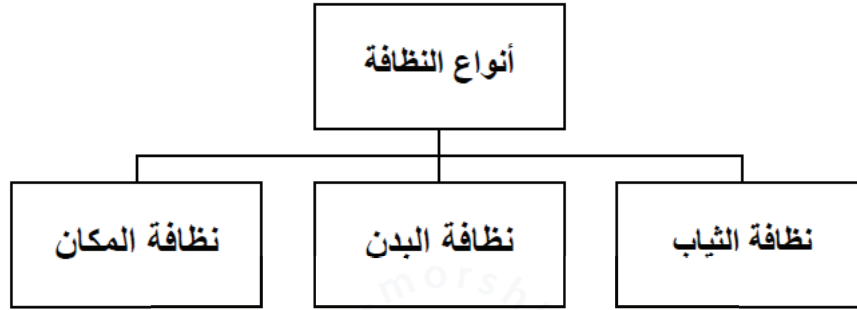 أنواع النظافة
نظافة الثياب
نظافة البدن
نظافة المكان